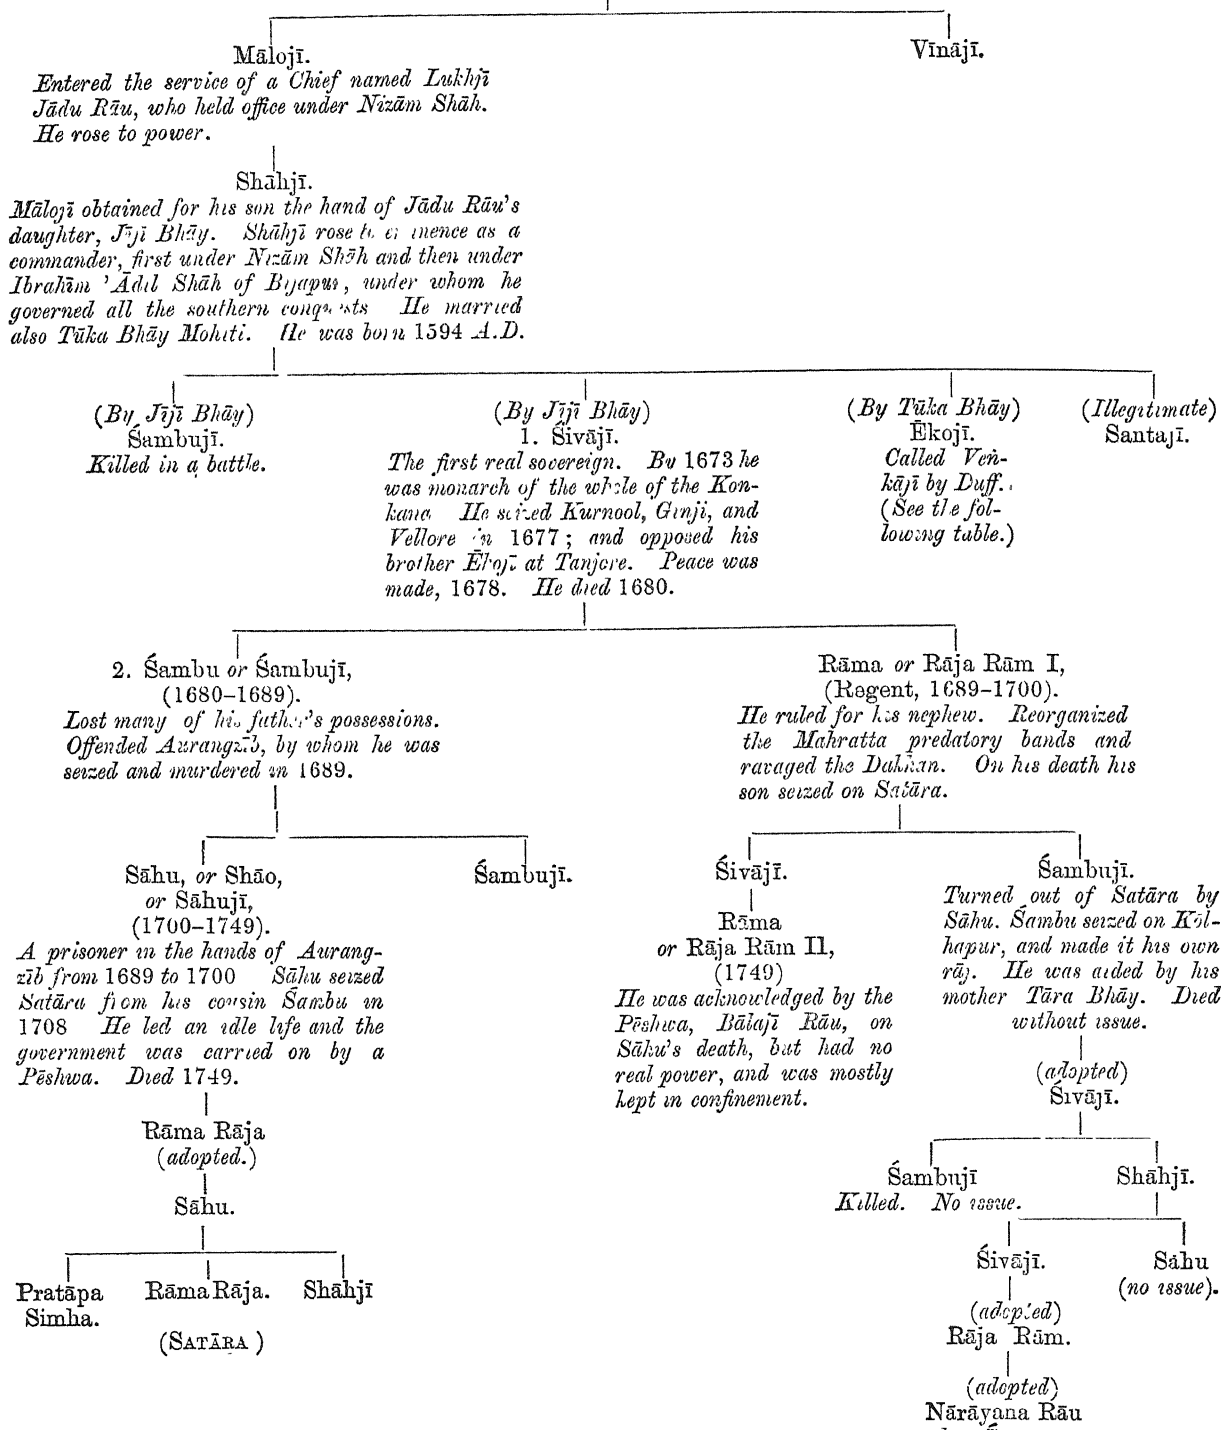 Mālojī.
Entered the service of a Chief named Lukhjī
Jādu Rāu, who held office under Nizām Shāh.
He rose to power.
Vīnājī.
Shāhjī.
Mālojī obtained for his son the hand of Jādu Rāu's
daughter, Jījī Bhāy. Shāhjī rose to eminence as a
commander, first under Nizām Shāh and then under
Ibrahīm 'Ādil Shāh of Bijapur, under whom he
governed all the southern conquests He married
also Tūka Bhāy Mohiti. He was born 1594 A.D.
(By Jījī Bhāy)
Śambujī.
Killed in a battle.
(By Jījī Bhāy)
1. Śivājī.
The first real sovereign. By 1673 he
was monarch of the whole of the Kon-
kana He seized Kurnool, Ginji, and
Vellore in 1677; and opposed his
brother Ēkojī at Tanjore. Peace was
made, 1678. He died 1680.
(By Tūka Bhāy)
Ēkojī.
Called Veṅ-
kājī by Duff.
(See the fol-
lowing table.)
(Illegitimate)
Santajī.
2. Śambu or Śambujī,
(1680–1689).
Lost many of his father's possessions.
Offended Aurangzīb, by whom he was
seized and murdered in 1689.
Rāma or Rāja Rām I,
(Regent, 1689–1700).
He ruled for his nephew. Reorganized
the Mahratta predatory bands and
ravaged the Dakhan. On his death his
son seized on Satāra.
Sāhu, or Shāo,
or Sāhujī,
(1700–1749).
A prisoner in the hands of Aurang-
zīb from 1689 to 1700 Sāhu seized
Satāra from his cousin Śambu in
1708 He led an idle life and the
government was carried on by a
Pēshwa. Died 1749.
Śambujī.
Śivājī.
Rāma
or Rāja Rām II,
(1749)
He was acknowledged by the
Pēshwa, Bālajī Rāu, on
Sāhu's death, but had no
real power, and was mostly
kept in confinement.
Śambujī.
Turned out of Satāra by
Sāhu. Śambu seized on Kōl-
hapur, and made it his own
rāj. He was aided by his
mother Tāra Bhāy. Died
without issue.
(adopted)
Śivājī.
Rāma Rāja
(adopted.)
Sāhu.
Pratāpa
Simha.
Rāma Rāja.
Shāhjī
(SATĀRA)
Śambujī
Killed. No issue.
Shāhjī.
Śivājī.
Sāhu
(no issue).
(adopted)
Rāja Rām.
(adopted)
Nārāyana Rāu